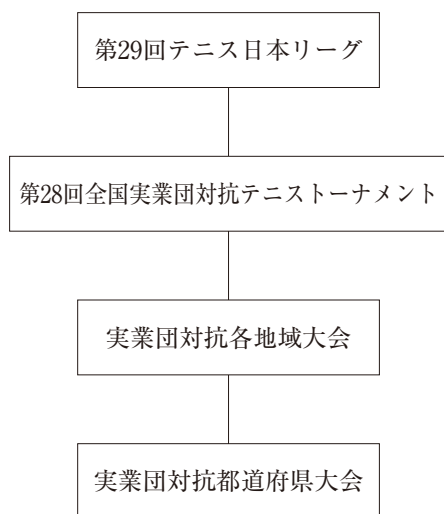 第29回テニス日本リーグ
第28回全国実業団対抗テニストーナメント
実業団対抗各地域大会
実業団対抗都道府県大会